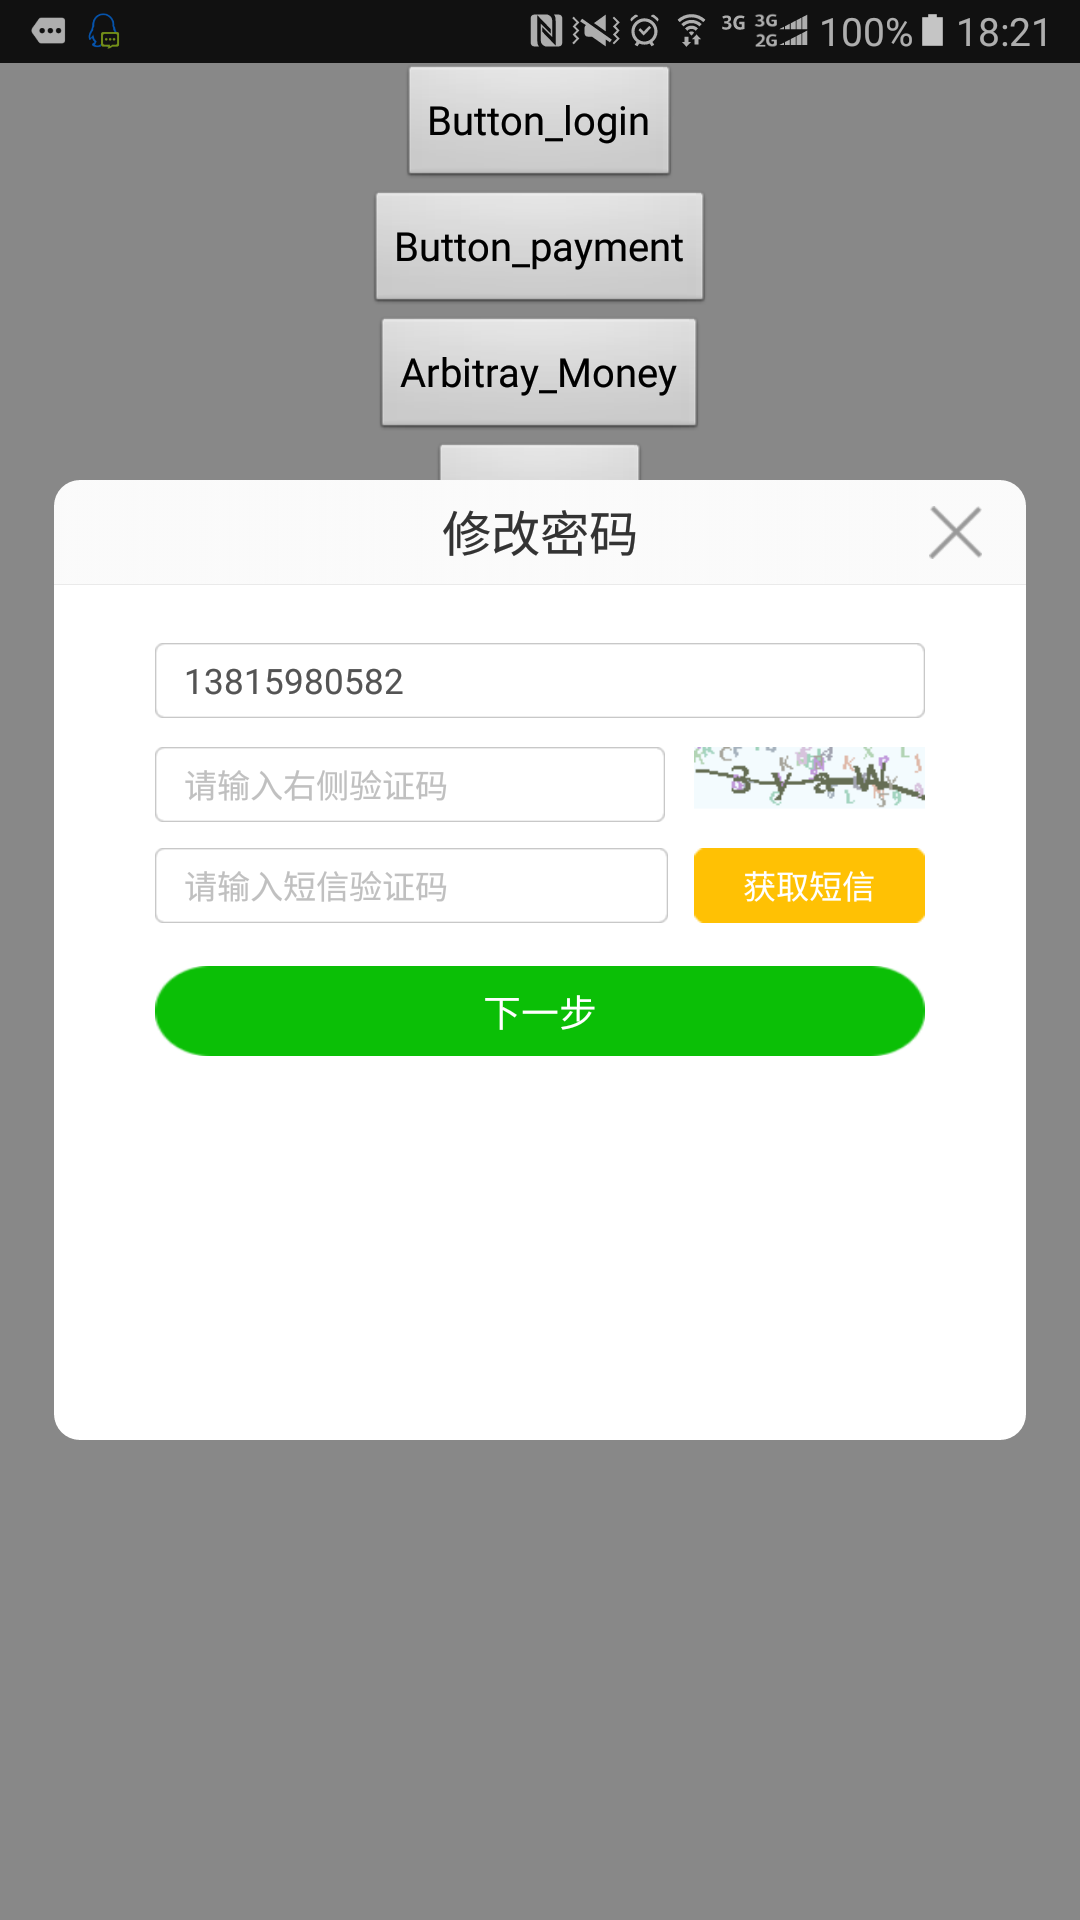 3G 3G 2G 100% 18:21
Button_login
Button_payment
Arbitray_Money
修改密码
13815980582
请输入右侧验证码
3 y a W
请输入短信验证码
获取短信
下一步